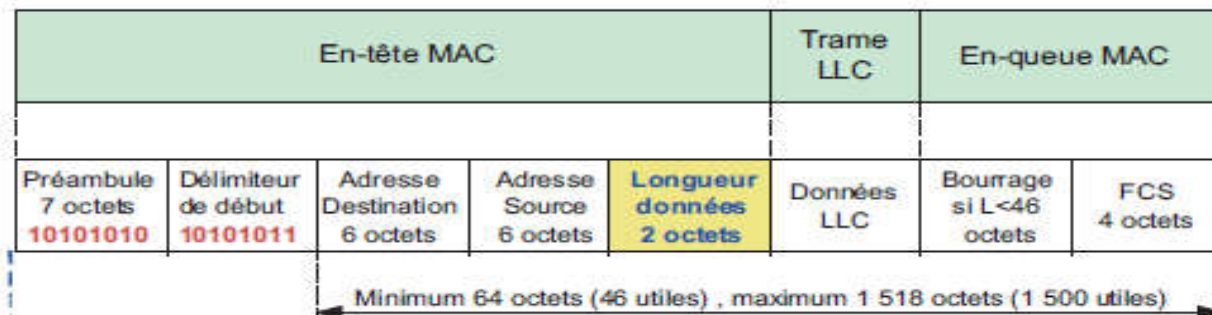 En-tête MAC
Trame
LLC
En-queue MAC
Préambule
7 octets
10101010
Délimiteur
de début
10101011
Adresse
Destination
6 octets
Adresse
Source
6 octets
Longueur
données
2 octets
Données
LLC
Bourrage
si L<46
octets
FCS
4 octets
Minimum 64 octets (46 utiles) , maximum 1 518 octets (1 500 utiles)